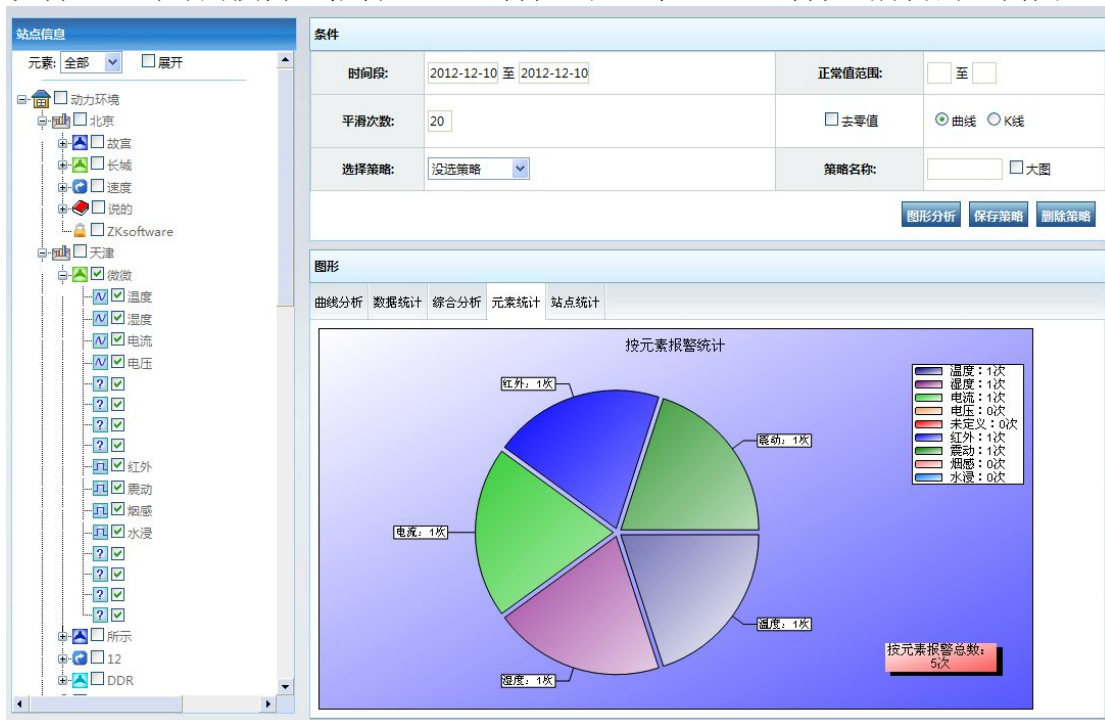 站点信息
元素: 全部 展开
动力环境
北京
故宫
长城
速度
说的
ZKsoftware
天津
微微
温度
湿度
电流
电压
?
?
?
?
红外
震动
烟感
水浸
?
?
?
?
所示
12
DDR
条件
时间段: 2012-12-10 至 2012-12-10 正常值范围: 至
平滑次数: 20 去零值 曲线 K线
选择策略: 没选策略 策略名称: 大图
图形分析 保存策略 删除策略
图形
曲线分析 数据统计 综合分析 元素统计 站点统计
按元素报警统计
红外: 1次
震动: 1次
电流: 1次
温度: 1次
湿度: 1次
温度:1次
湿度:1次
电流:1次
电压:0次
未定义:0次
红外:1次
震动:1次
烟感:0次
水浸:0次
按元素报警总数:
5次